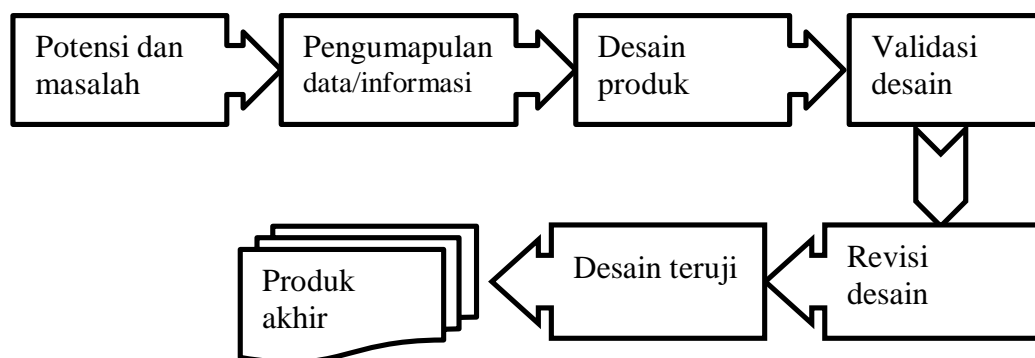 Potensi dan
masalah
Pengumapulan
data/informasi
Desain
produk
Validasi
desain
Revisi
desain
Desain teruji
Produk
akhir